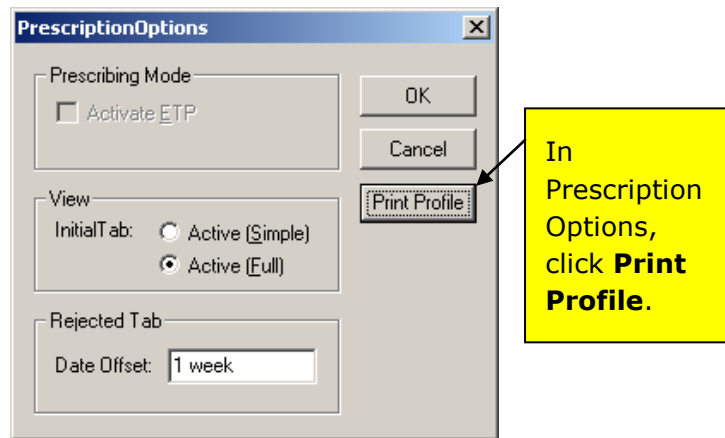 PrescriptionOptions
Prescribing Mode
Activate ETP
OK
Cancel
Print Profile
View
InitialTab:
Active (Simple)
Active (Full)
Rejected Tab
Date Offset:
1 week
In
Prescription
Options,
click Print
Profile.